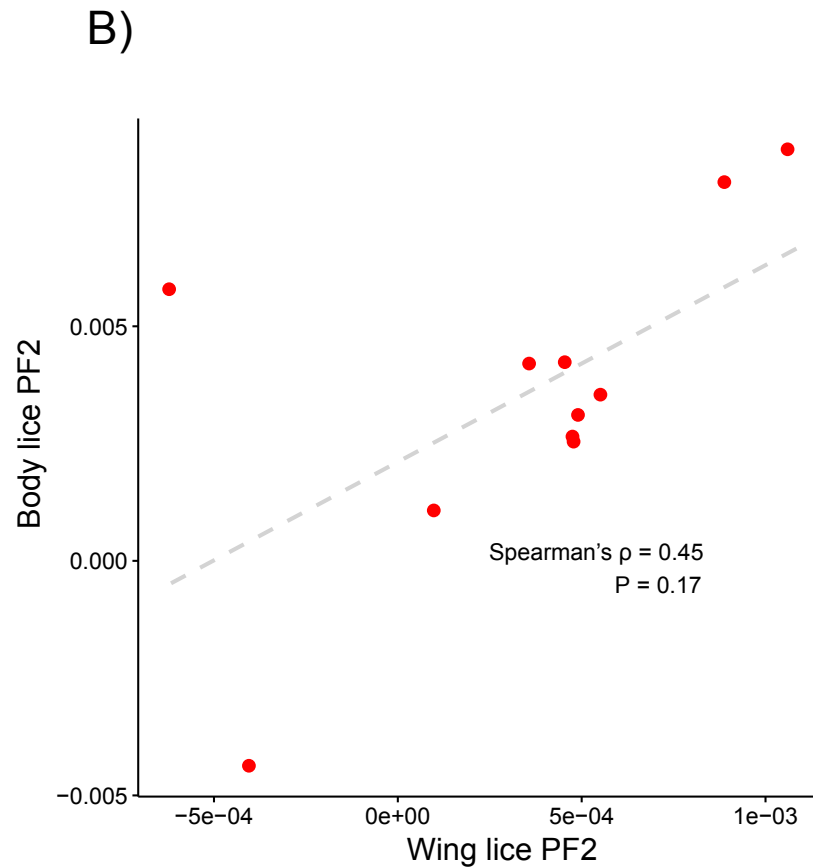 B)
Body lice PF2
0.005
0.000
−0.005
Spearman's ρ = 0.45
P = 0.17
−5e−04
0e+00
5e−04
1e−03
Wing lice PF2